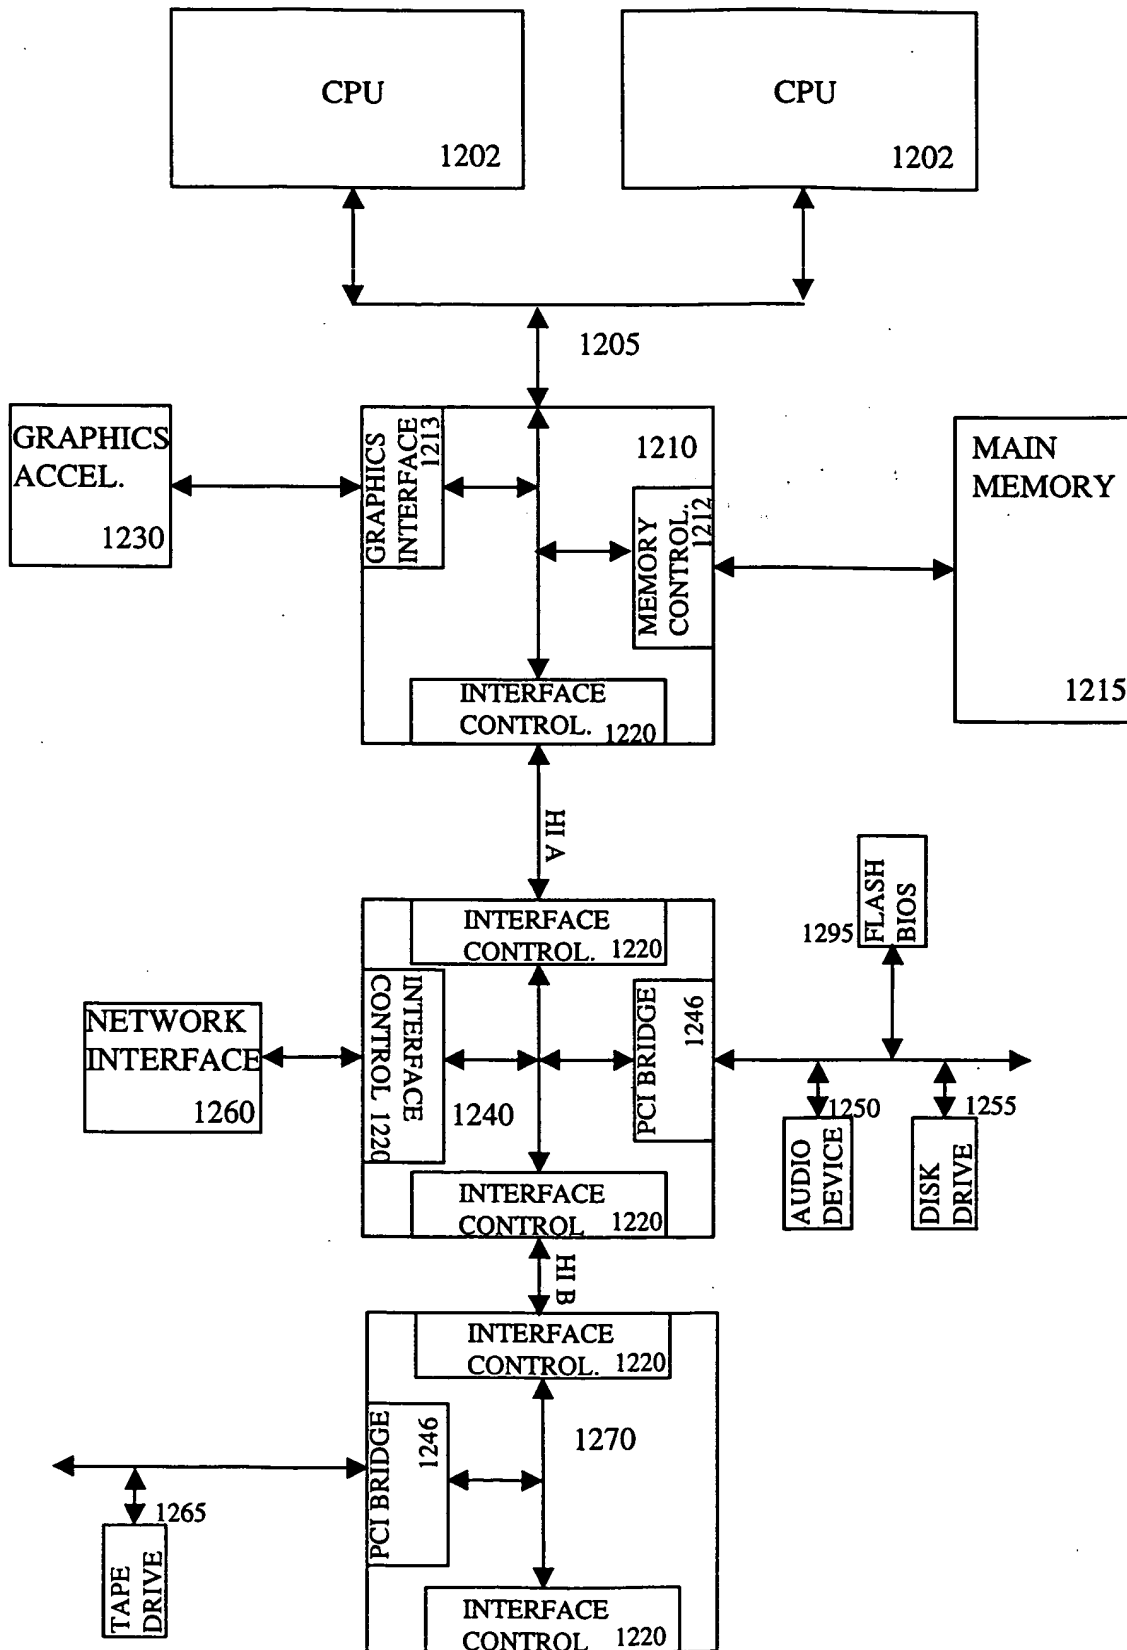 CPU
1202
CPU
1202
1205
GRAPHICS
ACCEL.
1230
GRAPHICS
INTERFACE
1213
1210
MEMORY
CONTROL.
1212
MAIN
MEMORY
1215
INTERFACE
CONTROL.
1220
HI A
FLASH
BIOS
1295
INTERFACE
CONTROL.
1220
NETWORK
INTERFACE
1260
INTERFACE
CONTROL 1220
1240
PCI BRIDGE
1246
1250
AUDIO
DEVICE
1255
DISK
DRIVE
INTERFACE
CONTROL
1220
HI B
INTERFACE
CONTROL.
1220
PCI BRIDGE
1246
1270
1265
TAPE
DRIVE
INTERFACE
CONTROL
1220